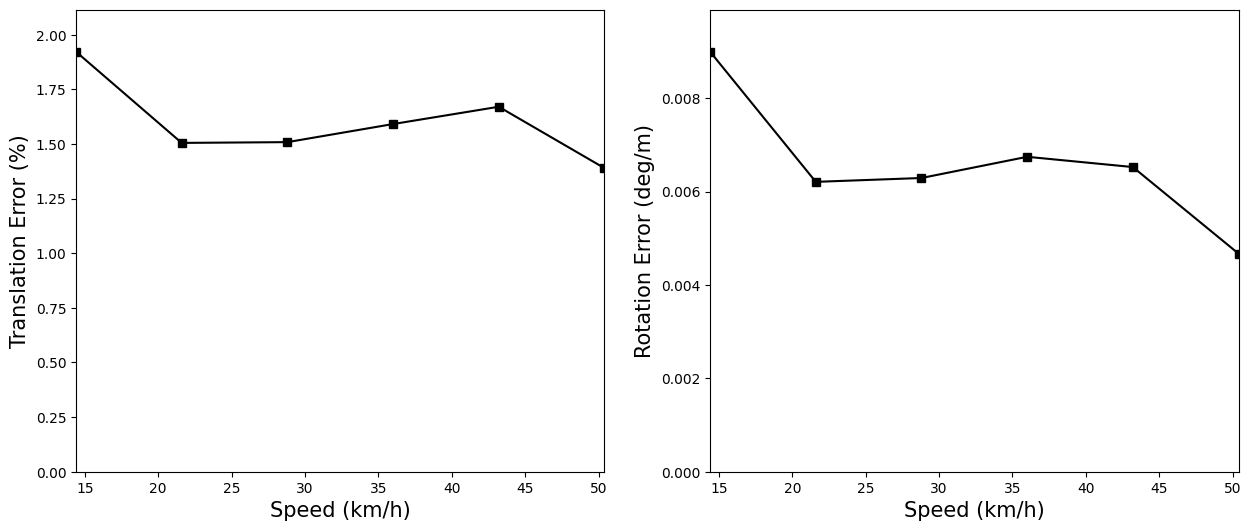 2.00
1.75
1.50
1.25
1.00
0.75
0.50
0.25
0.00
Translation Error (%)
15 20 25 30 35 40 45 50
Speed (km/h)
0.008
0.006
0.004
0.002
0.000
Rotation Error (deg/m)
15 20 25 30 35 40 45 50
Speed (km/h)